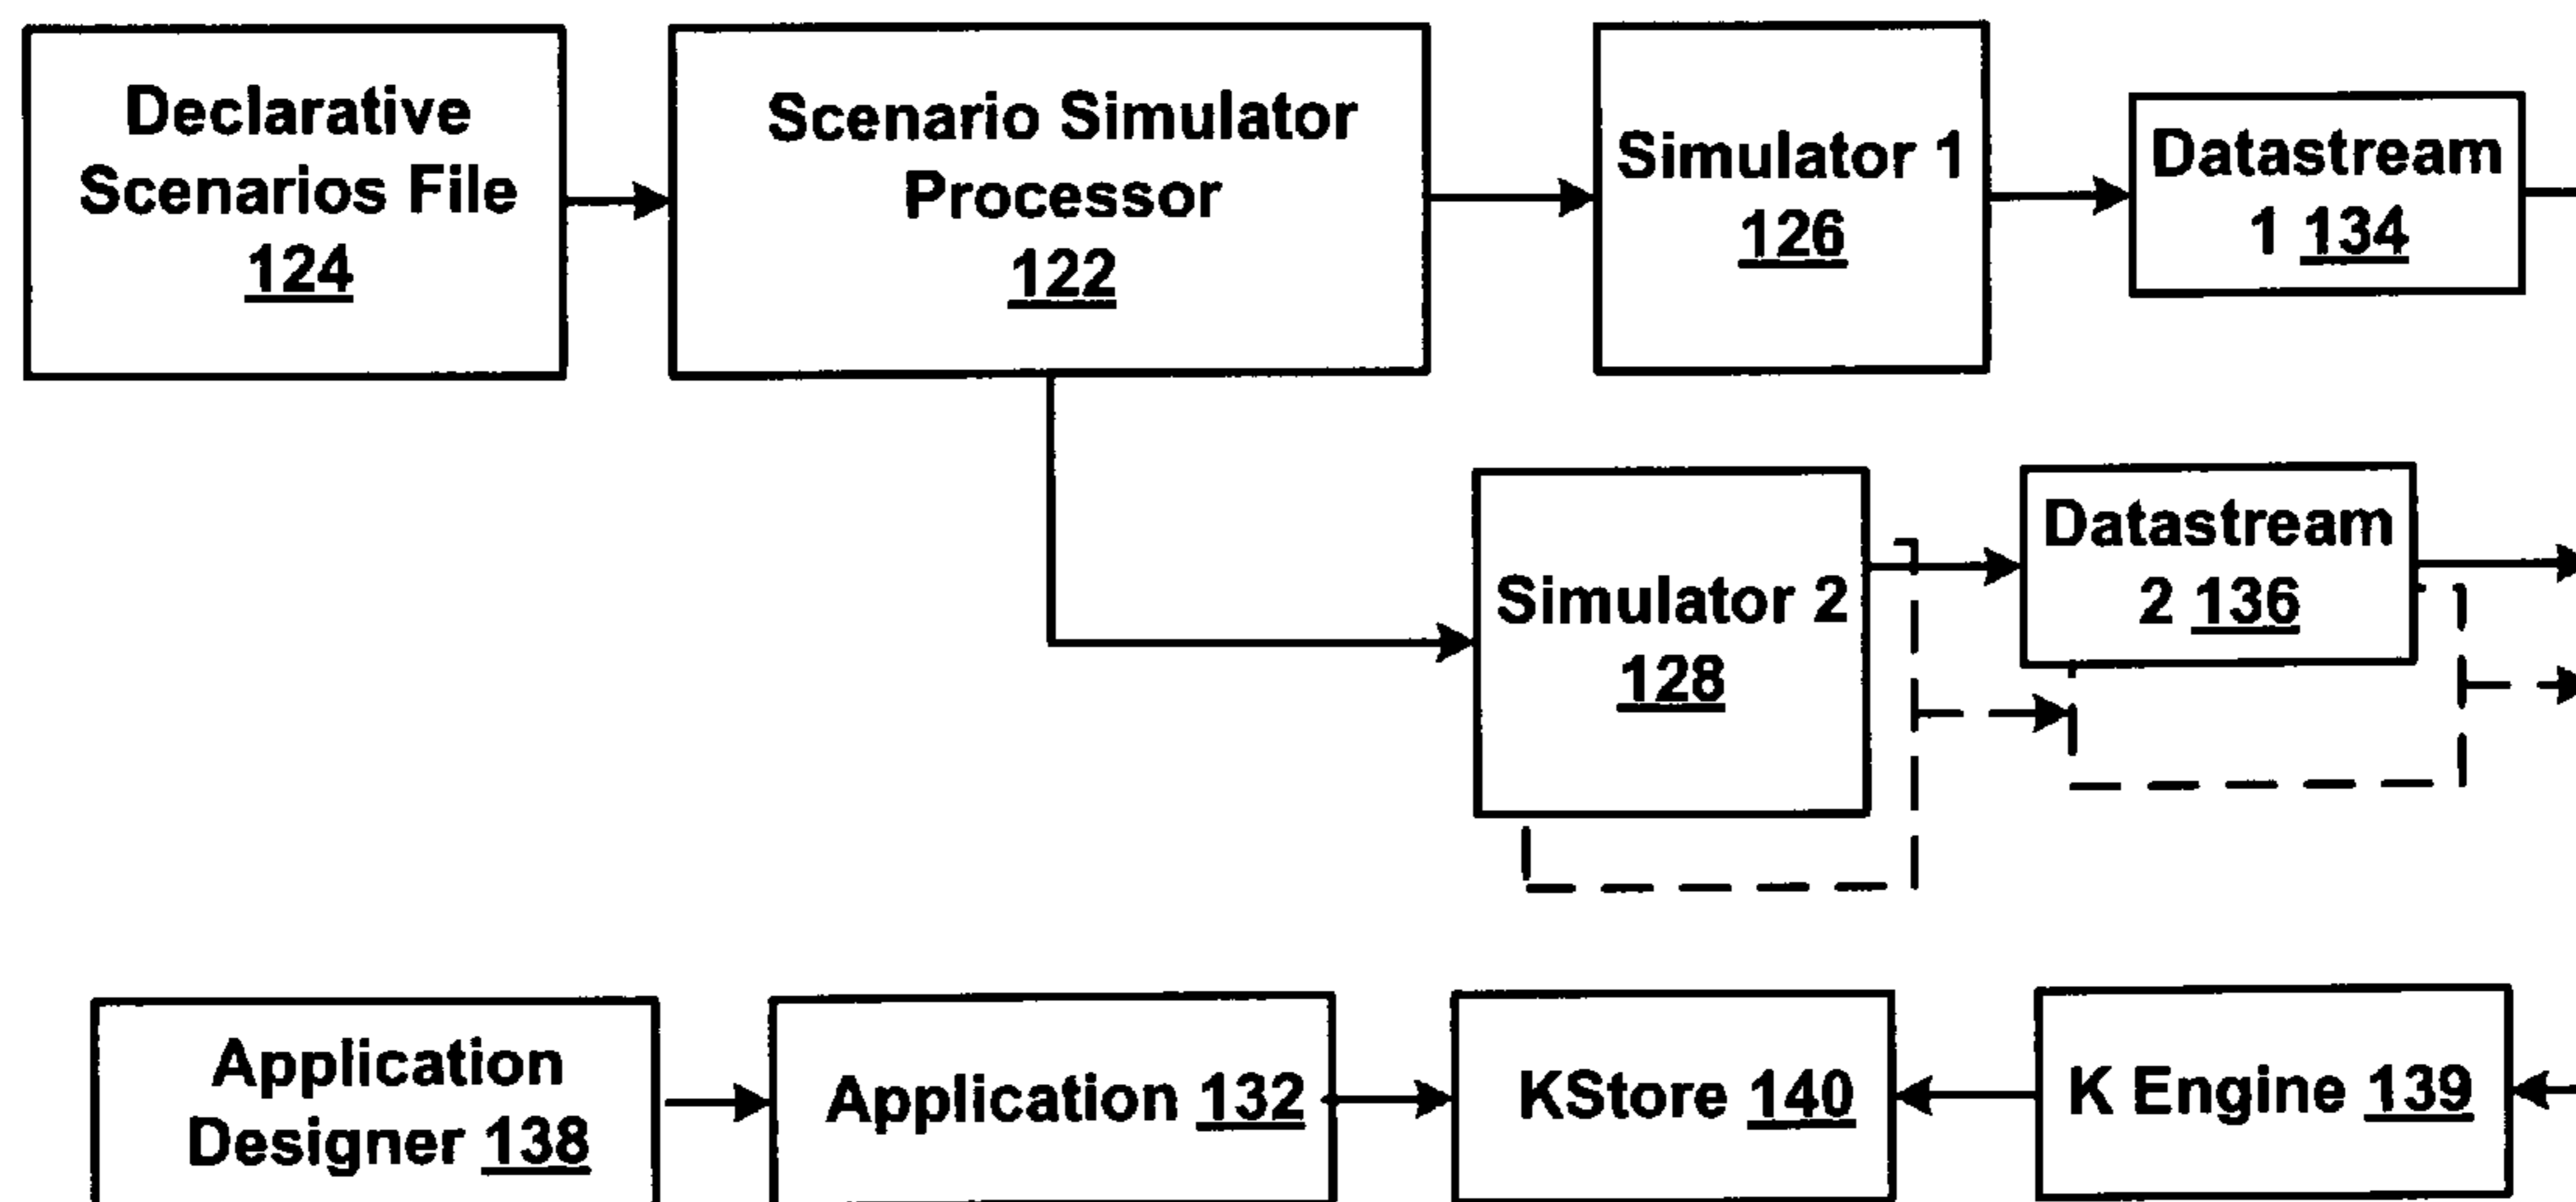 Declarative
Scenarios File
124
Scenario Simulator
Processor
122
Simulator 1
126
Datastream
1 134
Simulator 2
128
Datastream
2 136
Application
Designer 138
Application 132
KStore 140
K Engine 139